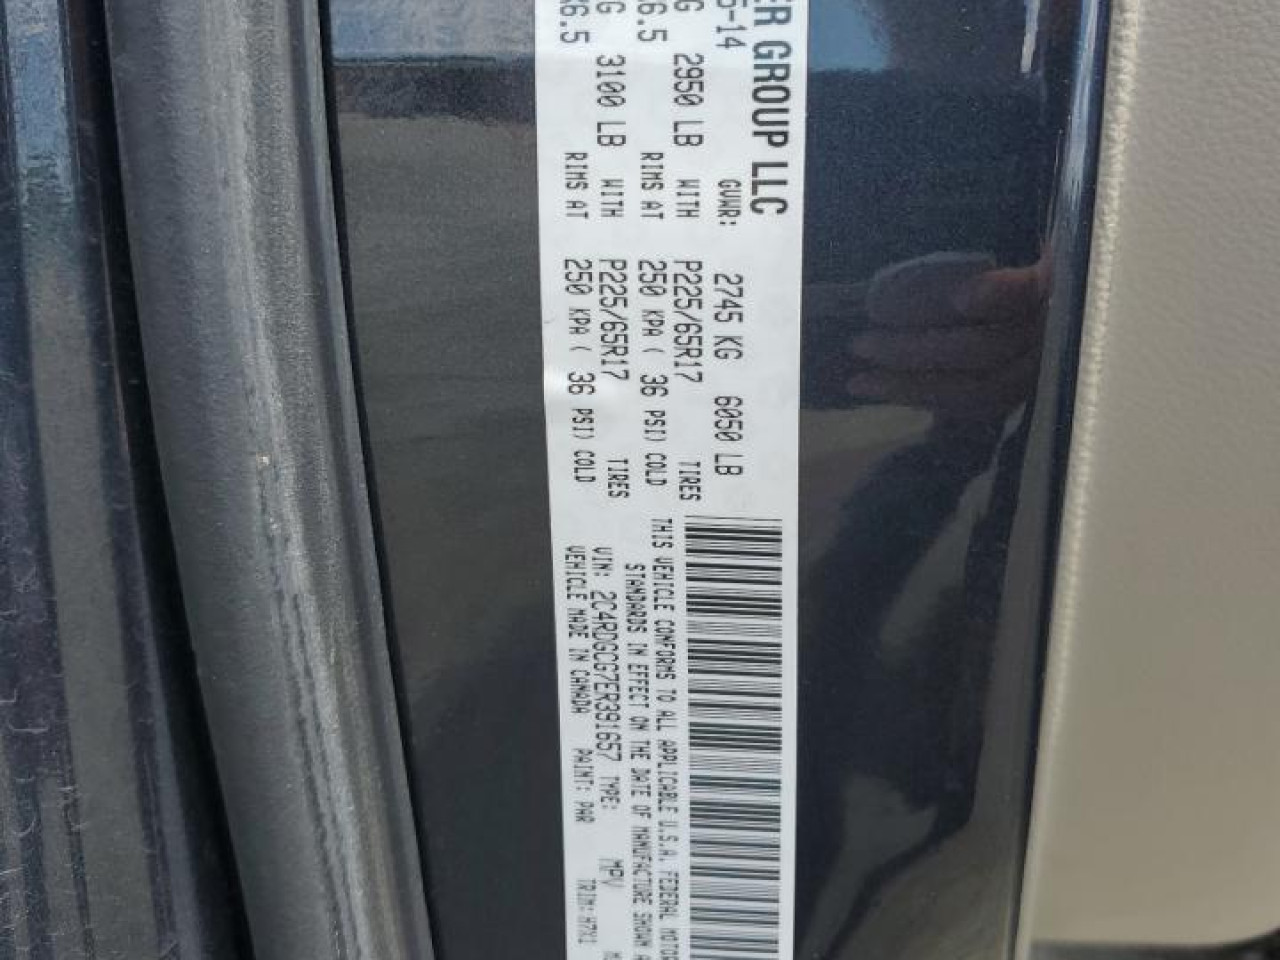 ER GROUP LLC
5-14 GVWR: 2745 KG 6050 LB
G 2950 LB WITH P225/65R17 TIRES
6.5 RIMS AT 250 KPA ( 36 PSI) COLD
G 3100 LB WITH P225/65R17 TIRES
6.5 RIMS AT 250 KPA ( 36 PSI) COLD
THIS VEHICLE CONFORMS TO ALL APPLICABLE U.S.A. FEDERAL MOTOR
STANDARDS IN EFFECT ON THE DATE OF MANUFACTURE SHOWN A
VIN: 2C4RDGCG7ER391657 TYPE: MPV
VEHICLE MADE IN CANADA PAINT: PAR TRIM: